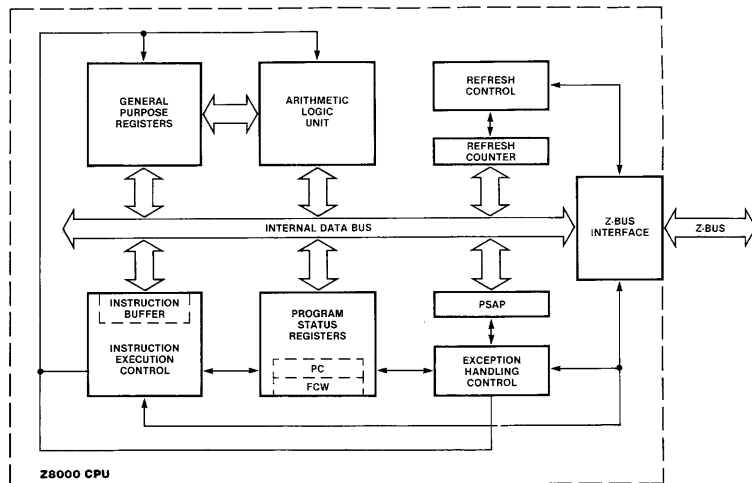 GENERAL
PURPOSE
REGISTERS
ARITHMETIC
LOGIC
UNIT
REFRESH
CONTROL
REFRESH
COUNTER
INTERNAL DATA BUS
Z-BUS
INTERFACE
Z-BUS
INSTRUCTION
BUFFER
INSTRUCTION
EXECUTION
CONTROL
PROGRAM
STATUS
REGISTERS
PC
FCW
PSAP
EXCEPTION
HANDLING
CONTROL
Z8000 CPU